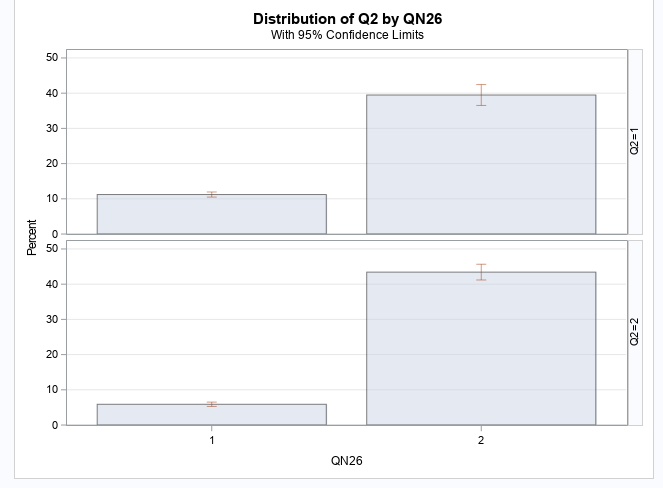 Distribution of Q2 by QN26
With 95% Confidence Limits
50
40
30
20
10
0
Q2=1
Percent
50
40
30
20
10
0
Q2=2
1 2
QN26